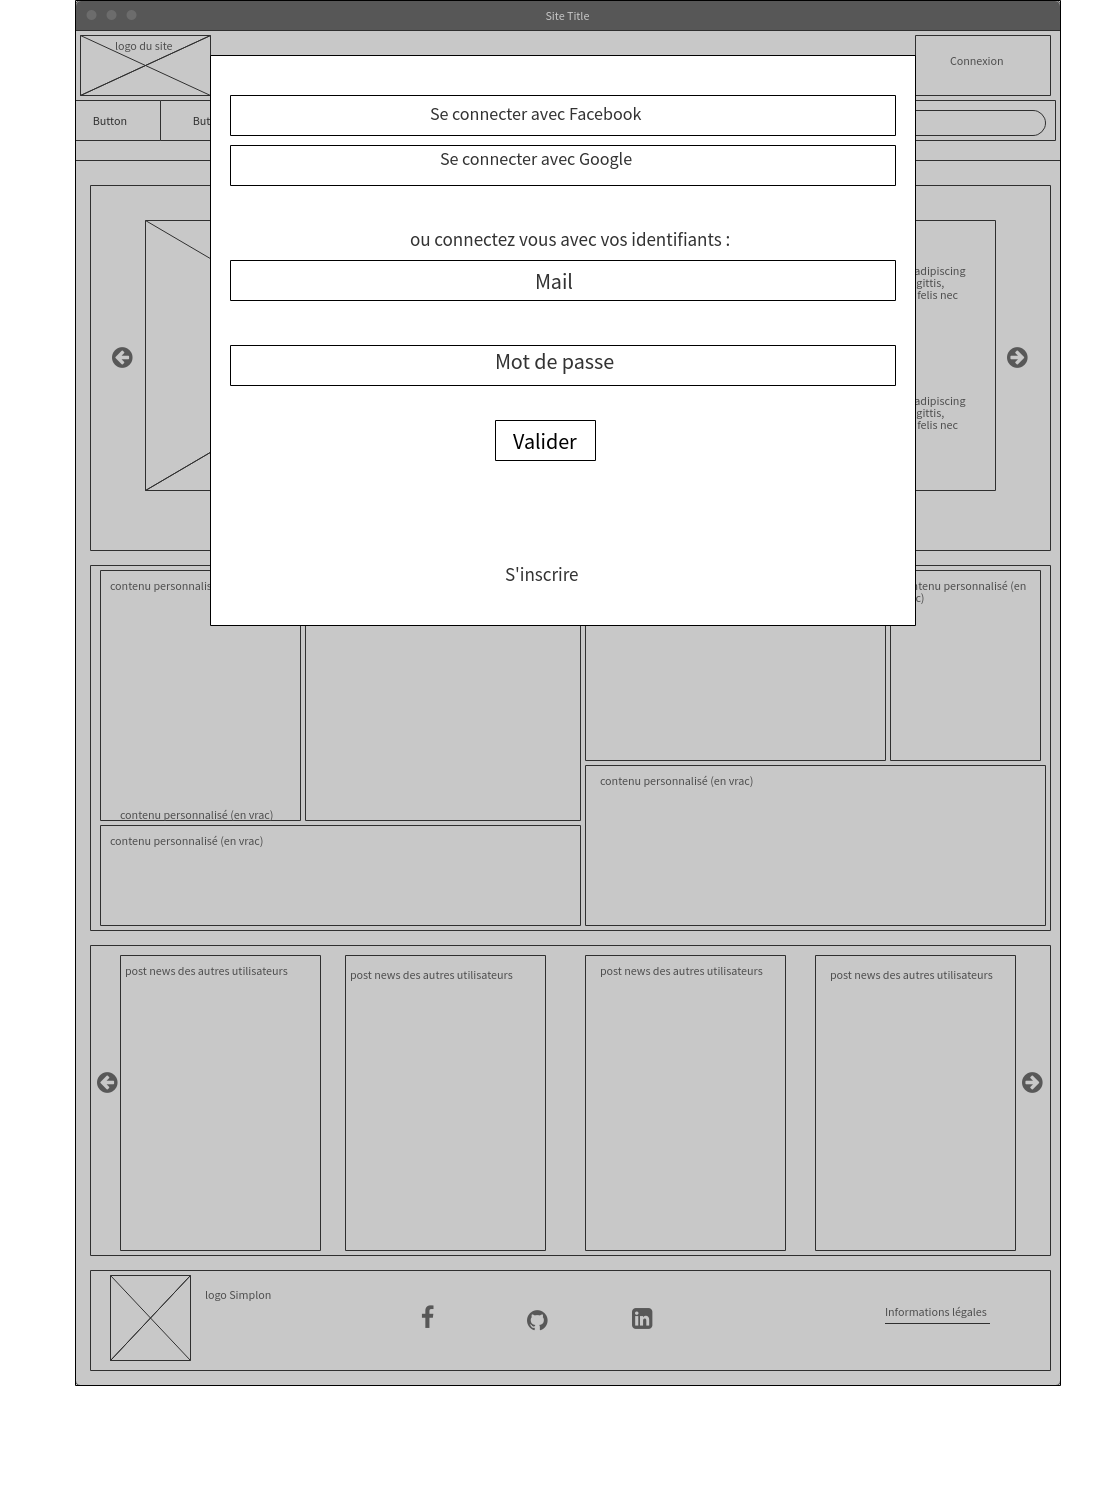 Site Title
logo du site
Connexion
Button
But
Se connecter avec Facebook
Se connecter avec Google
ou connectez vous avec vos identifiants :
Mail
Mot de passe
Valider
S'inscrire
adipiscing
gittis,
felis nec
adipiscing
gittis,
felis nec
contenu personnalis
tenu personnalisé (en
c)
contenu personnalisé (en vrac)
contenu personnalisé (en vrac)
contenu personnalisé (en vrac)
post news des autres utilisateurs
post news des autres utilisateurs
post news des autres utilisateurs
post news des autres utilisateurs
logo Simplon
Informations légales